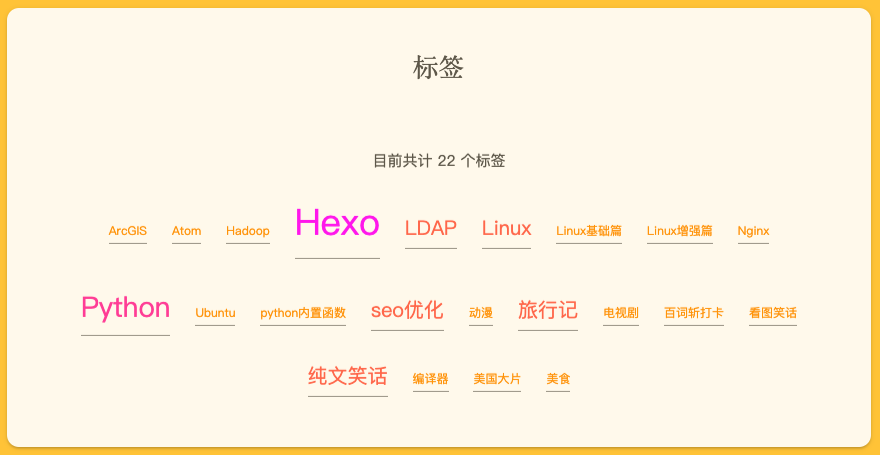 标签
目前共计 22 个标签
ArcGIS Atom Hadoop Hexo LDAP Linux Linux基础篇 Linux增强篇 Nginx
Python Ubuntu python内置函数 seo优化 动漫 旅行记 电视剧 百词斩打卡 看图笑话
纯文笑话 编译器 美国大片 美食